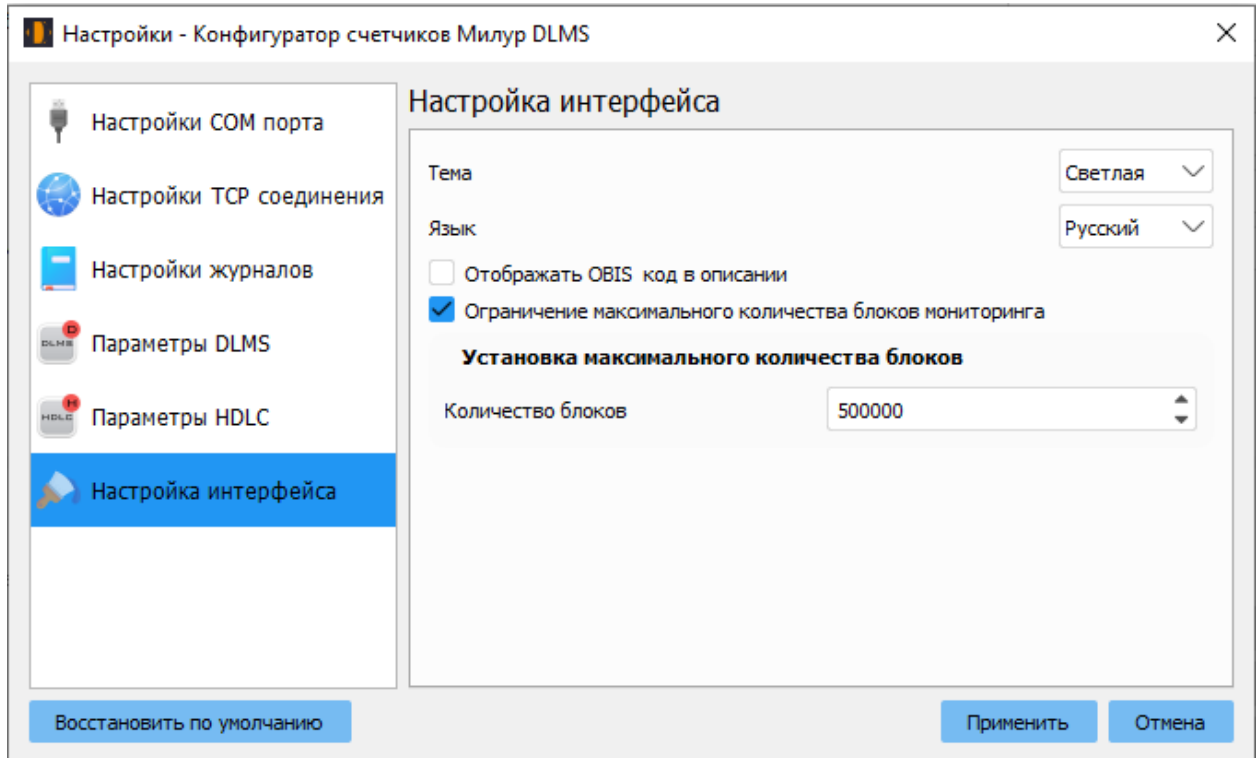 Настройки - Конфигуратор счетчиков Милур DLMS
Настройки COM порта
Настройки TCP соединения
Настройки журналов
DLMS
D
Параметры DLMS
HDLC
H
Параметры HDLC
Настройка интерфейса
Настройка интерфейса
Тема
Светлая
Язык
Русский
Отображать OBIS код в описании
Ограничение максимального количества блоков мониторинга
Установка максимального количества блоков
Количество блоков
500000
Восстановить по умолчанию
Применить
Отмена